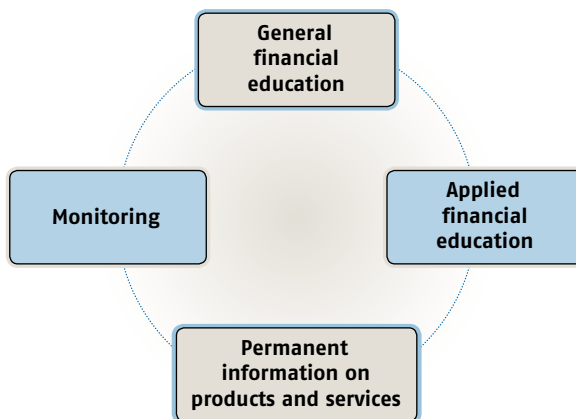 General
financial
education
Monitoring
Applied
financial
education
Permanent
information on
products and services